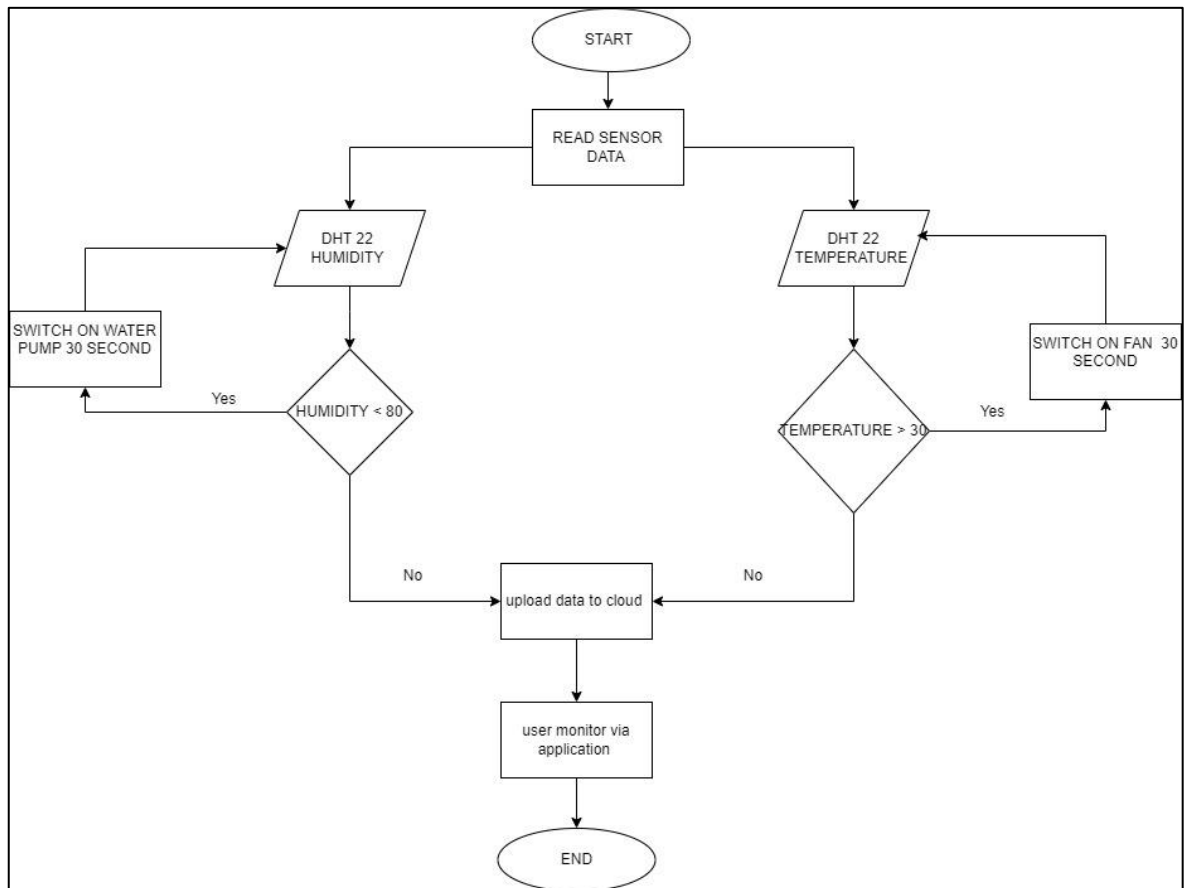 START
READ SENSOR
DATA
DHT 22
HUMIDITY
DHT 22
TEMPERATURE
SWITCH ON WATER
PUMP 30 SECOND
SWITCH ON FAN 30
SECOND
Yes
HUMIDITY < 80
TEMPERATURE > 30
Yes
No
upload data to cloud
No
user monitor via
application
END